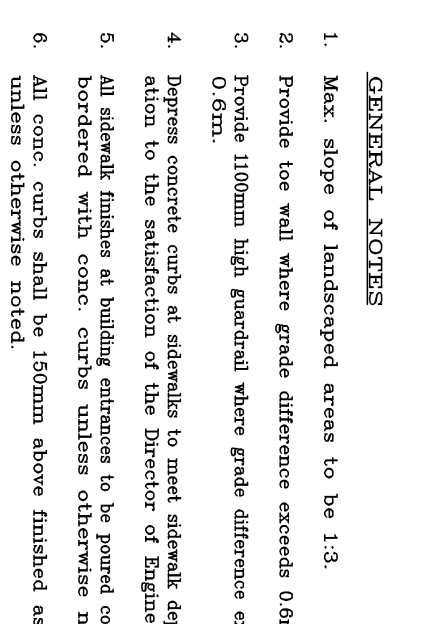 GENERAL NOTES
1. Max. slope of landscaped areas to be 1:3.
2. Provide toe wall where grade difference exceeds
3. Provide 1100mm high guardrail where grade difference
0.6m.
4. Depress concrete curbs at sidewalks to meet sidewalk
ation to the satisfaction of the Director of
5. All sidewalk finishes at building entrances to be poured
bordered with conc. curbs unless otherwise
6. All conc. curbs shall be 150mm above finished
unless otherwise noted.